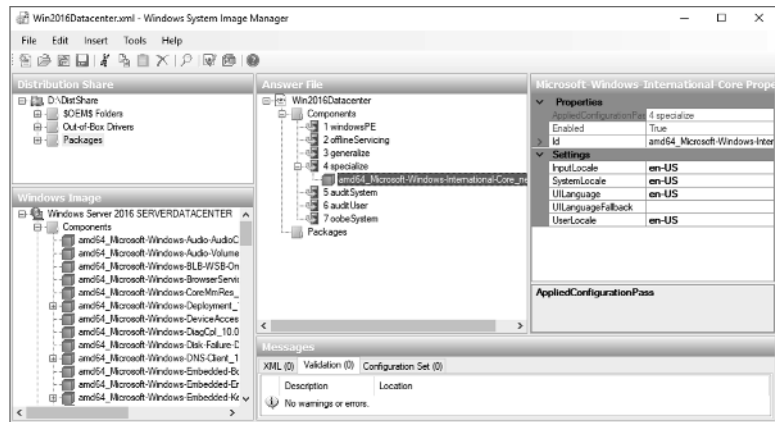 Win2016Datacenter.xml - Windows System Image Manager
File Edit Insert Tools Help
Distribution Share
D:\DistShare
$OEM$ Folders
Out-of-Box Drivers
Packages
Windows Image
Windows Server 2016 SERVERDATACENTER
Components
amd64_Microsoft-Windows-Audio-AudioC
amd64_Microsoft-Windows-Audio-Volume
amd64_Microsoft-Windows-BLB-WSB-On
amd64_Microsoft-Windows-BrowserServic
amd64_Microsoft-Windows-CoreMmRes_
amd64_Microsoft-Windows-Deployment_
amd64_Microsoft-Windows-DeviceAcces
amd64_Microsoft-Windows-DiagCpl_10.0
amd64_Microsoft-Windows-Disk-Failure-D
amd64_Microsoft-Windows-DNS-Client_1
amd64_Microsoft-Windows-Embedded-Bo
amd64_Microsoft-Windows-Embedded-Em
amd64_Microsoft-Windows-Embedded-Ke
Answer File
Win2016Datacenter
Components
1 windowsPE
2 offlineServicing
3 generalize
4 specialize
amd64_Microsoft-Windows-International-Core_ne
5 auditSystem
6 auditUser
7 oobeSystem
Packages
Microsoft-Windows-International-Core Prope
Properties
AppliedConfigurationPas 4 specialize
Enabled True
Id amd64_Microsoft-Windows-Inter
Settings
InputLocale en-US
SystemLocale en-US
UILanguage en-US
UILanguageFallback
UserLocale en-US
AppliedConfigurationPass
Messages
XML (0) Validation (0) Configuration Set (0)
Description Location
No warnings or errors.